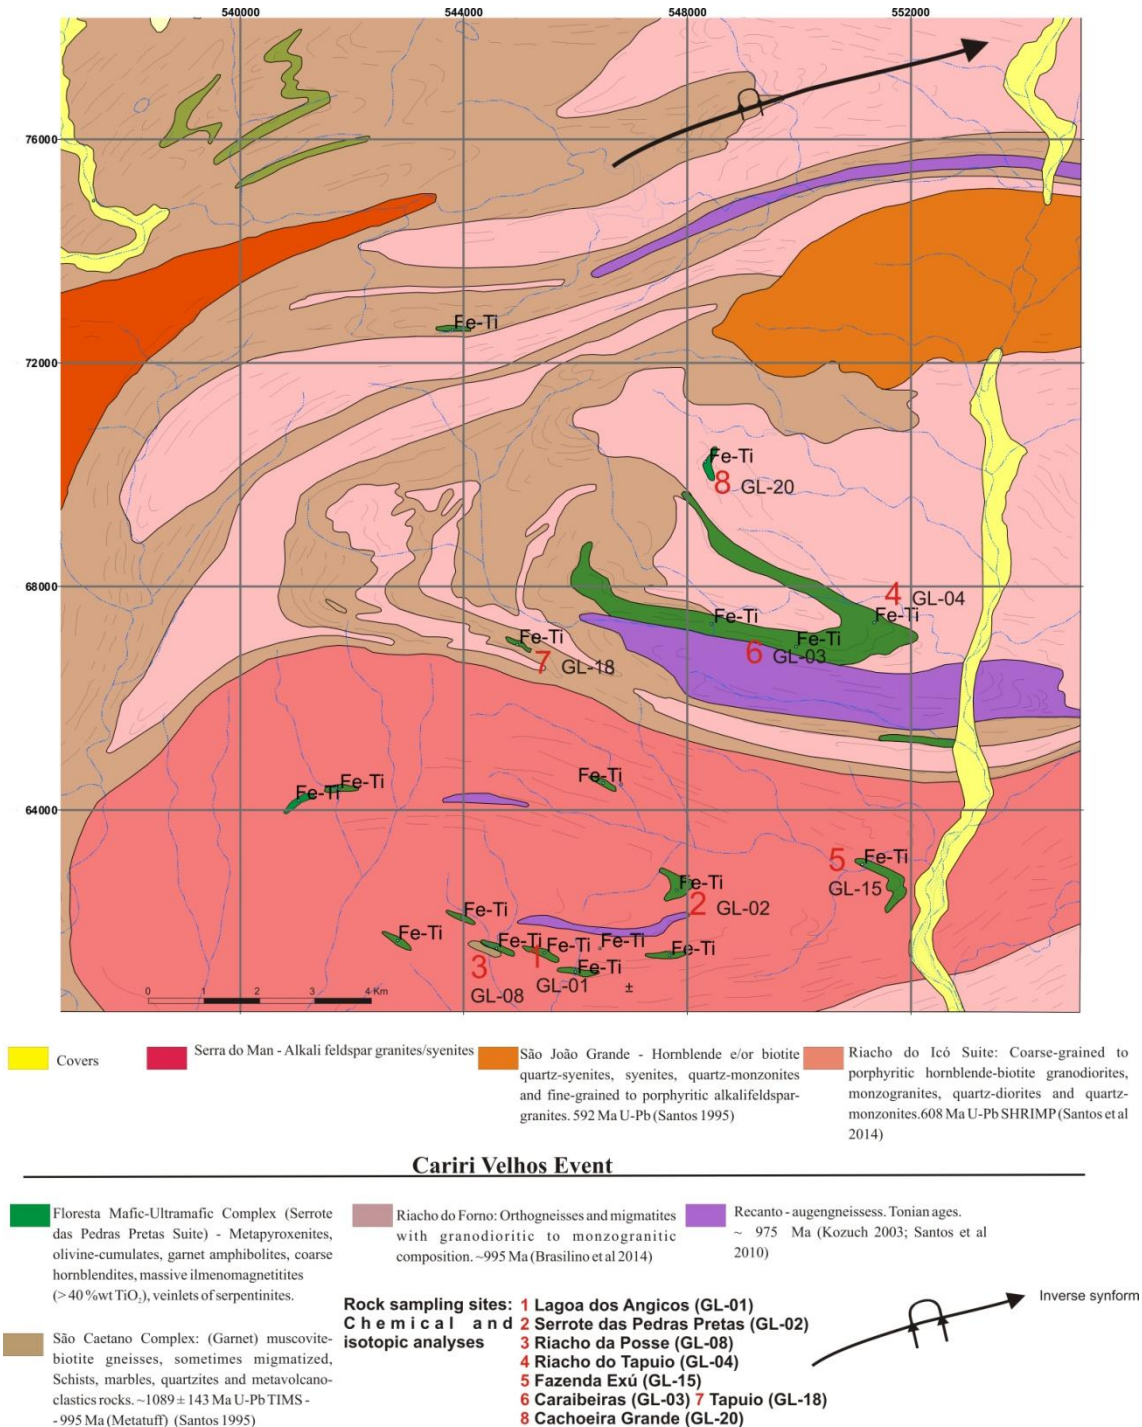 540000 544000 548000 552000
76000
Fe-Ti
72000
Fe-Ti
8 GL-20
68000
4 GL-04
Fe-Ti Fe-Ti
Fe-Ti Fe-Ti
7 GL-18 6 GL-03
Fe-Ti Fe-Ti Fe-Ti
64000
5 Fe-Ti
GL-15
Fe-Ti
2 GL-02
Fe-Ti
Fe-Ti Fe-Ti 1 Fe-Ti Fe-Ti Fe-Ti
3 Fe-Ti
GL-08 GL-01 ±
0 1 2 3 4 Km
Covers
Serra do Man - Alkali feldspar granites/syenites
São João Grande - Hornblende e/or biotite
quartz-syenites, syenites, quartz-monzonites
and fine-grained to porphyritic alkalifeldspar-
granites. 592 Ma U-Pb (Santos 1995)
Riacho do Icó Suite: Coarse-grained to
porphyritic hornblende-biotite granodiorites,
monzogranites, quartz-diorites and quartz-
monzonites.608 Ma U-Pb SHRIMP (Santos et al
2014)
Cariri Velhos Event
Floresta Mafic-Ultramafic Complex (Serrote
das Pedras Pretas Suite) - Metapyroxenites,
olivine-cumulates, garnet amphibolites, coarse
hornblendites, massive ilmenomagnetitites
(>40 %wt TiO2), veinlets of serpentinites.
Riacho do Forno: Orthogneisses and migmatites
with granodioritic to monzogranitic
composition. ~995 Ma (Brasilino et al 2014)
Recanto - augengneissess. Tonian ages.
~ 975 Ma (Kozuch 2003; Santos et al
2010)
São Caetano Complex: (Garnet) muscovite-
biotite gneisses, sometimes migmatized,
Schists, marbles, quartzites and metavolcano-
clastics rocks. ~1089 ± 143 Ma U-Pb TIMS -
- 995 Ma (Metatuff) (Santos 1995)
Rock sampling sites: 1 Lagoa dos Angicos (GL-01)
Chemical and 2 Serrote das Pedras Pretas (GL-02)
isotopic analyses 3 Riacho da Posse (GL-08)
4 Riacho do Tapuio (GL-04)
5 Fazenda Exú (GL-15)
6 Caraibeiras (GL-03) 7 Tapuio (GL-18)
8 Cachoeira Grande (GL-20)
Inverse synform